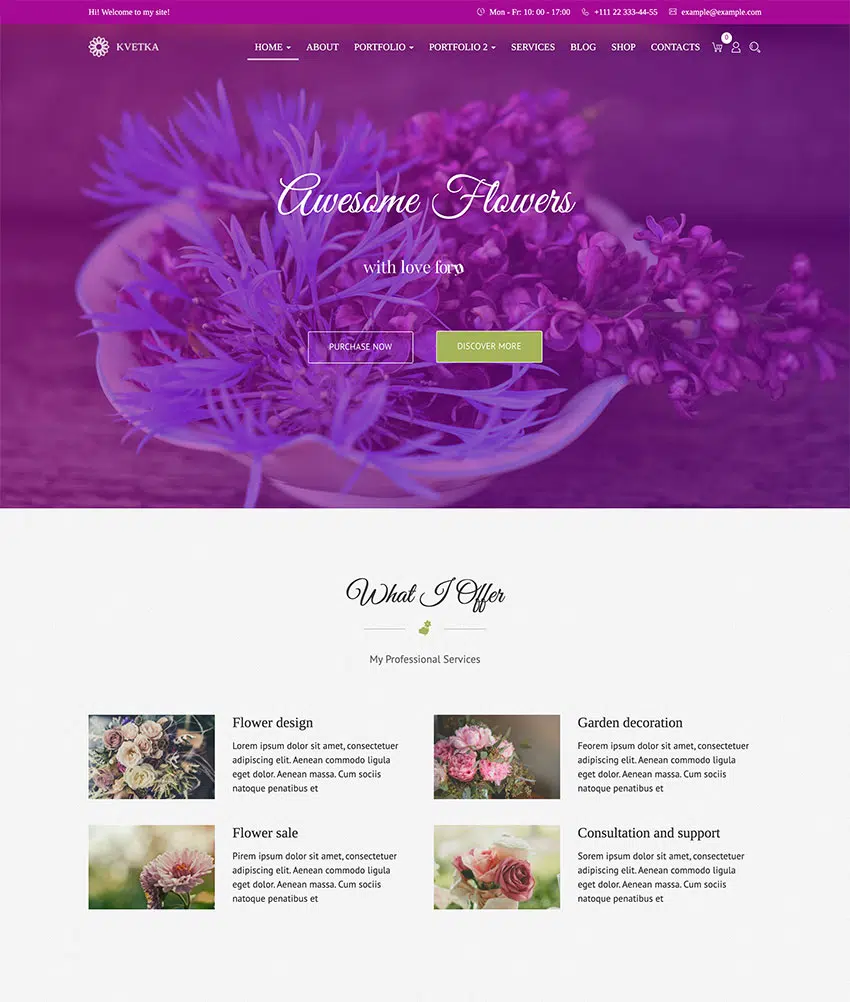 Hi! Welcome to my site!
Mon - Fr: 10: 00 - 17:00
+111 22 333-44-55
example@example.com
KVETKA
HOME
ABOUT
PORTFOLIO
PORTFOLIO 2
SERVICES
BLOG
SHOP
CONTACTS
0
Awesome Flowers
with love for
PURCHASE NOW
DISCOVER MORE
What I Offer
My Professional Services
Flower design
Lorem ipsum dolor sit amet, consectetuer
adipiscing elit. Aenean commodo ligula
eget dolor. Aenean massa. Cum sociis
natoque penatibus et
Garden decoration
Feorem ipsum dolor sit amet, consectetuer
adipiscing elit. Aenean commodo ligula
eget dolor. Aenean massa. Cum sociis
natoque penatibus et
Flower sale
Pirem ipsum dolor sit amet, consectetuer
adipiscing elit. Aenean commodo ligula
eget dolor. Aenean massa. Cum sociis
natoque penatibus et
Consultation and support
Sorem ipsum dolor sit amet, consectetuer
adipiscing elit. Aenean commodo ligula
eget dolor. Aenean massa. Cum sociis
natoque penatibus et